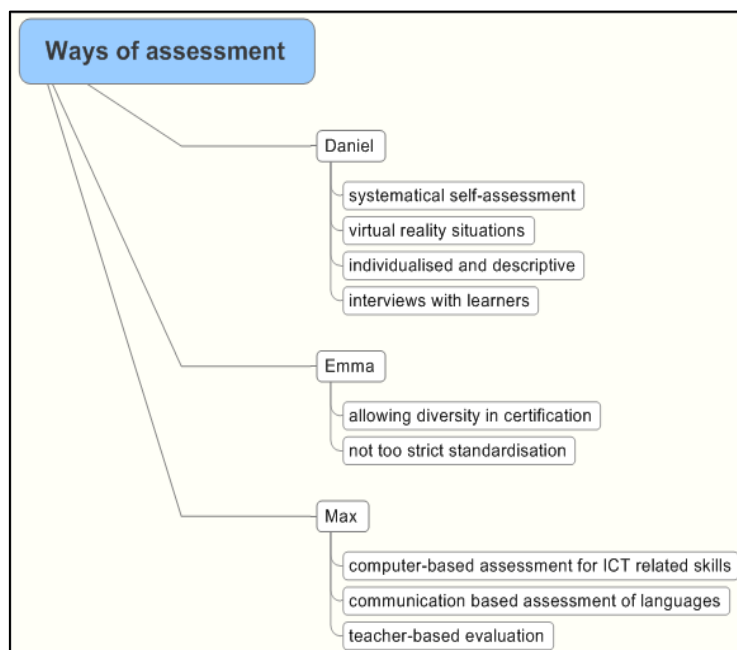 Ways of assessment
Daniel
systematical self-assessment
virtual reality situations
individualised and descriptive
interviews with learners
Emma
allowing diversity in certification
not too strict standardisation
Max
computer-based assessment for ICT related skills
communication based assessment of languages
teacher-based evaluation